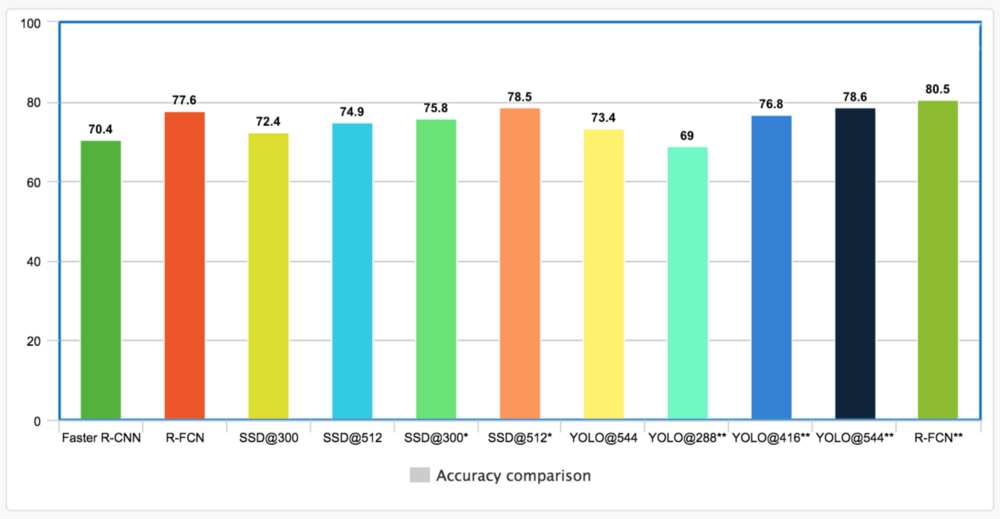 100
80
60
40
20
0
70.4
77.6
72.4
74.9
75.8
78.5
73.4
69
76.8
78.6
80.5
Faster R-CNN
R-FCN
SSD@300
SSD@512
SSD@300*
SSD@512*
YOLO@544
YOLO@288**
YOLO@416**
YOLO@544**
R-FCN**
Accuracy comparison